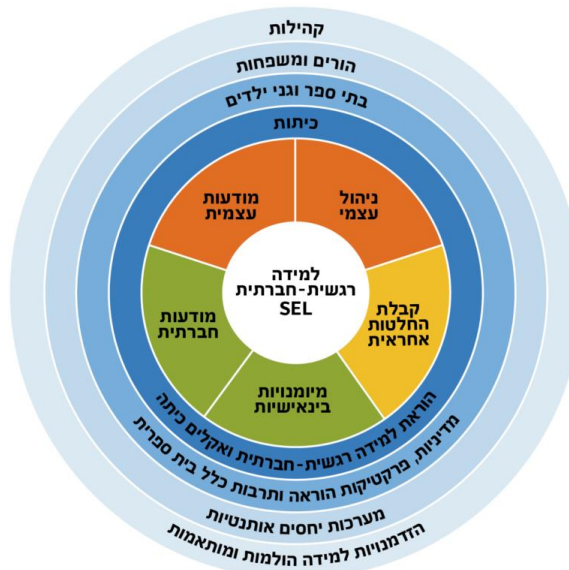 קהילות
הורים ומשפחות
בתי ספר וגני ילדים
כיתות
ניהול
עצמי
מודעות
עצמית
למידה
רגשית-חברתית
SEL
קבלת
החלטות
אחראית
מודעות
חברתית
מיומנויות
בינאישיות
הוראת למידה רגשית-חברתית ואקלים כיתה
מדיניות, פרקטיקות הוראה ותרבות כלל בית ספרית
מערכות יחסים אותנטיות
הזדמנויות למידה הולמות ומותאמות